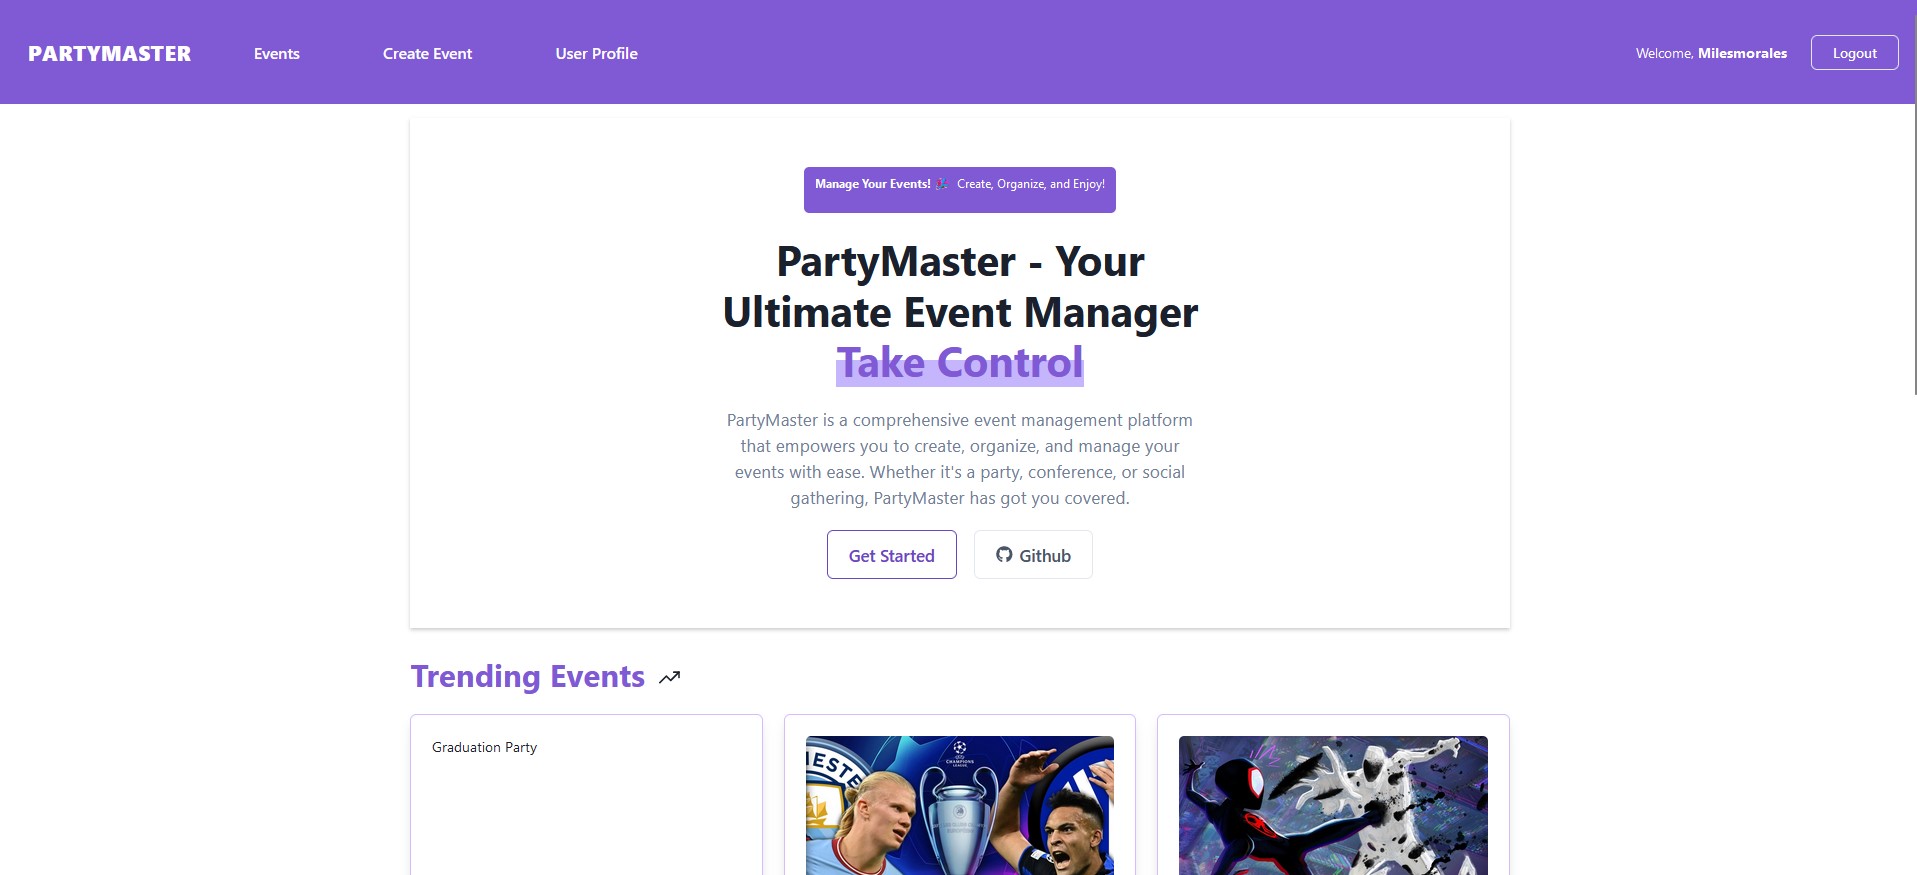 PARTYMASTER Events Create Event User Profile Welcome, Milesmorales Logout
Manage Your Events! 🎉 Create, Organize, and Enjoy!
PartyMaster - Your
Ultimate Event Manager
Take Control
PartyMaster is a comprehensive event management platform
that empowers you to create, organize, and manage your
events with ease. Whether it's a party, conference, or social
gathering, PartyMaster has got you covered.
Get Started Github
Trending Events
Graduation Party
CHAMPIONS
LEAGUE